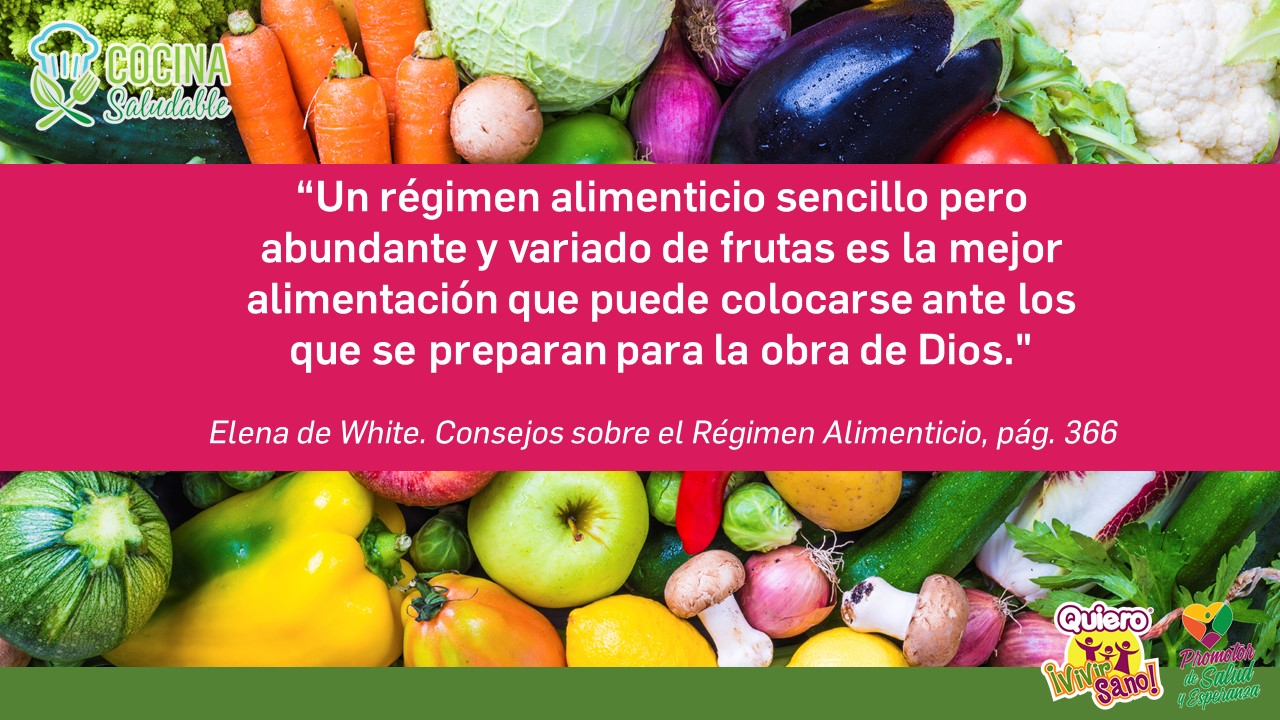 COCINA
Saludable
“Un régimen alimenticio sencillo pero
abundante y variado de frutas es la mejor
alimentación que puede colocarse ante los
que se preparan para la obra de Dios."
Elena de White. Consejos sobre el Régimen Alimenticio, pág. 366
Quiero
¡Vivir
Sano!
Promotor
de Salud
y Esperanza